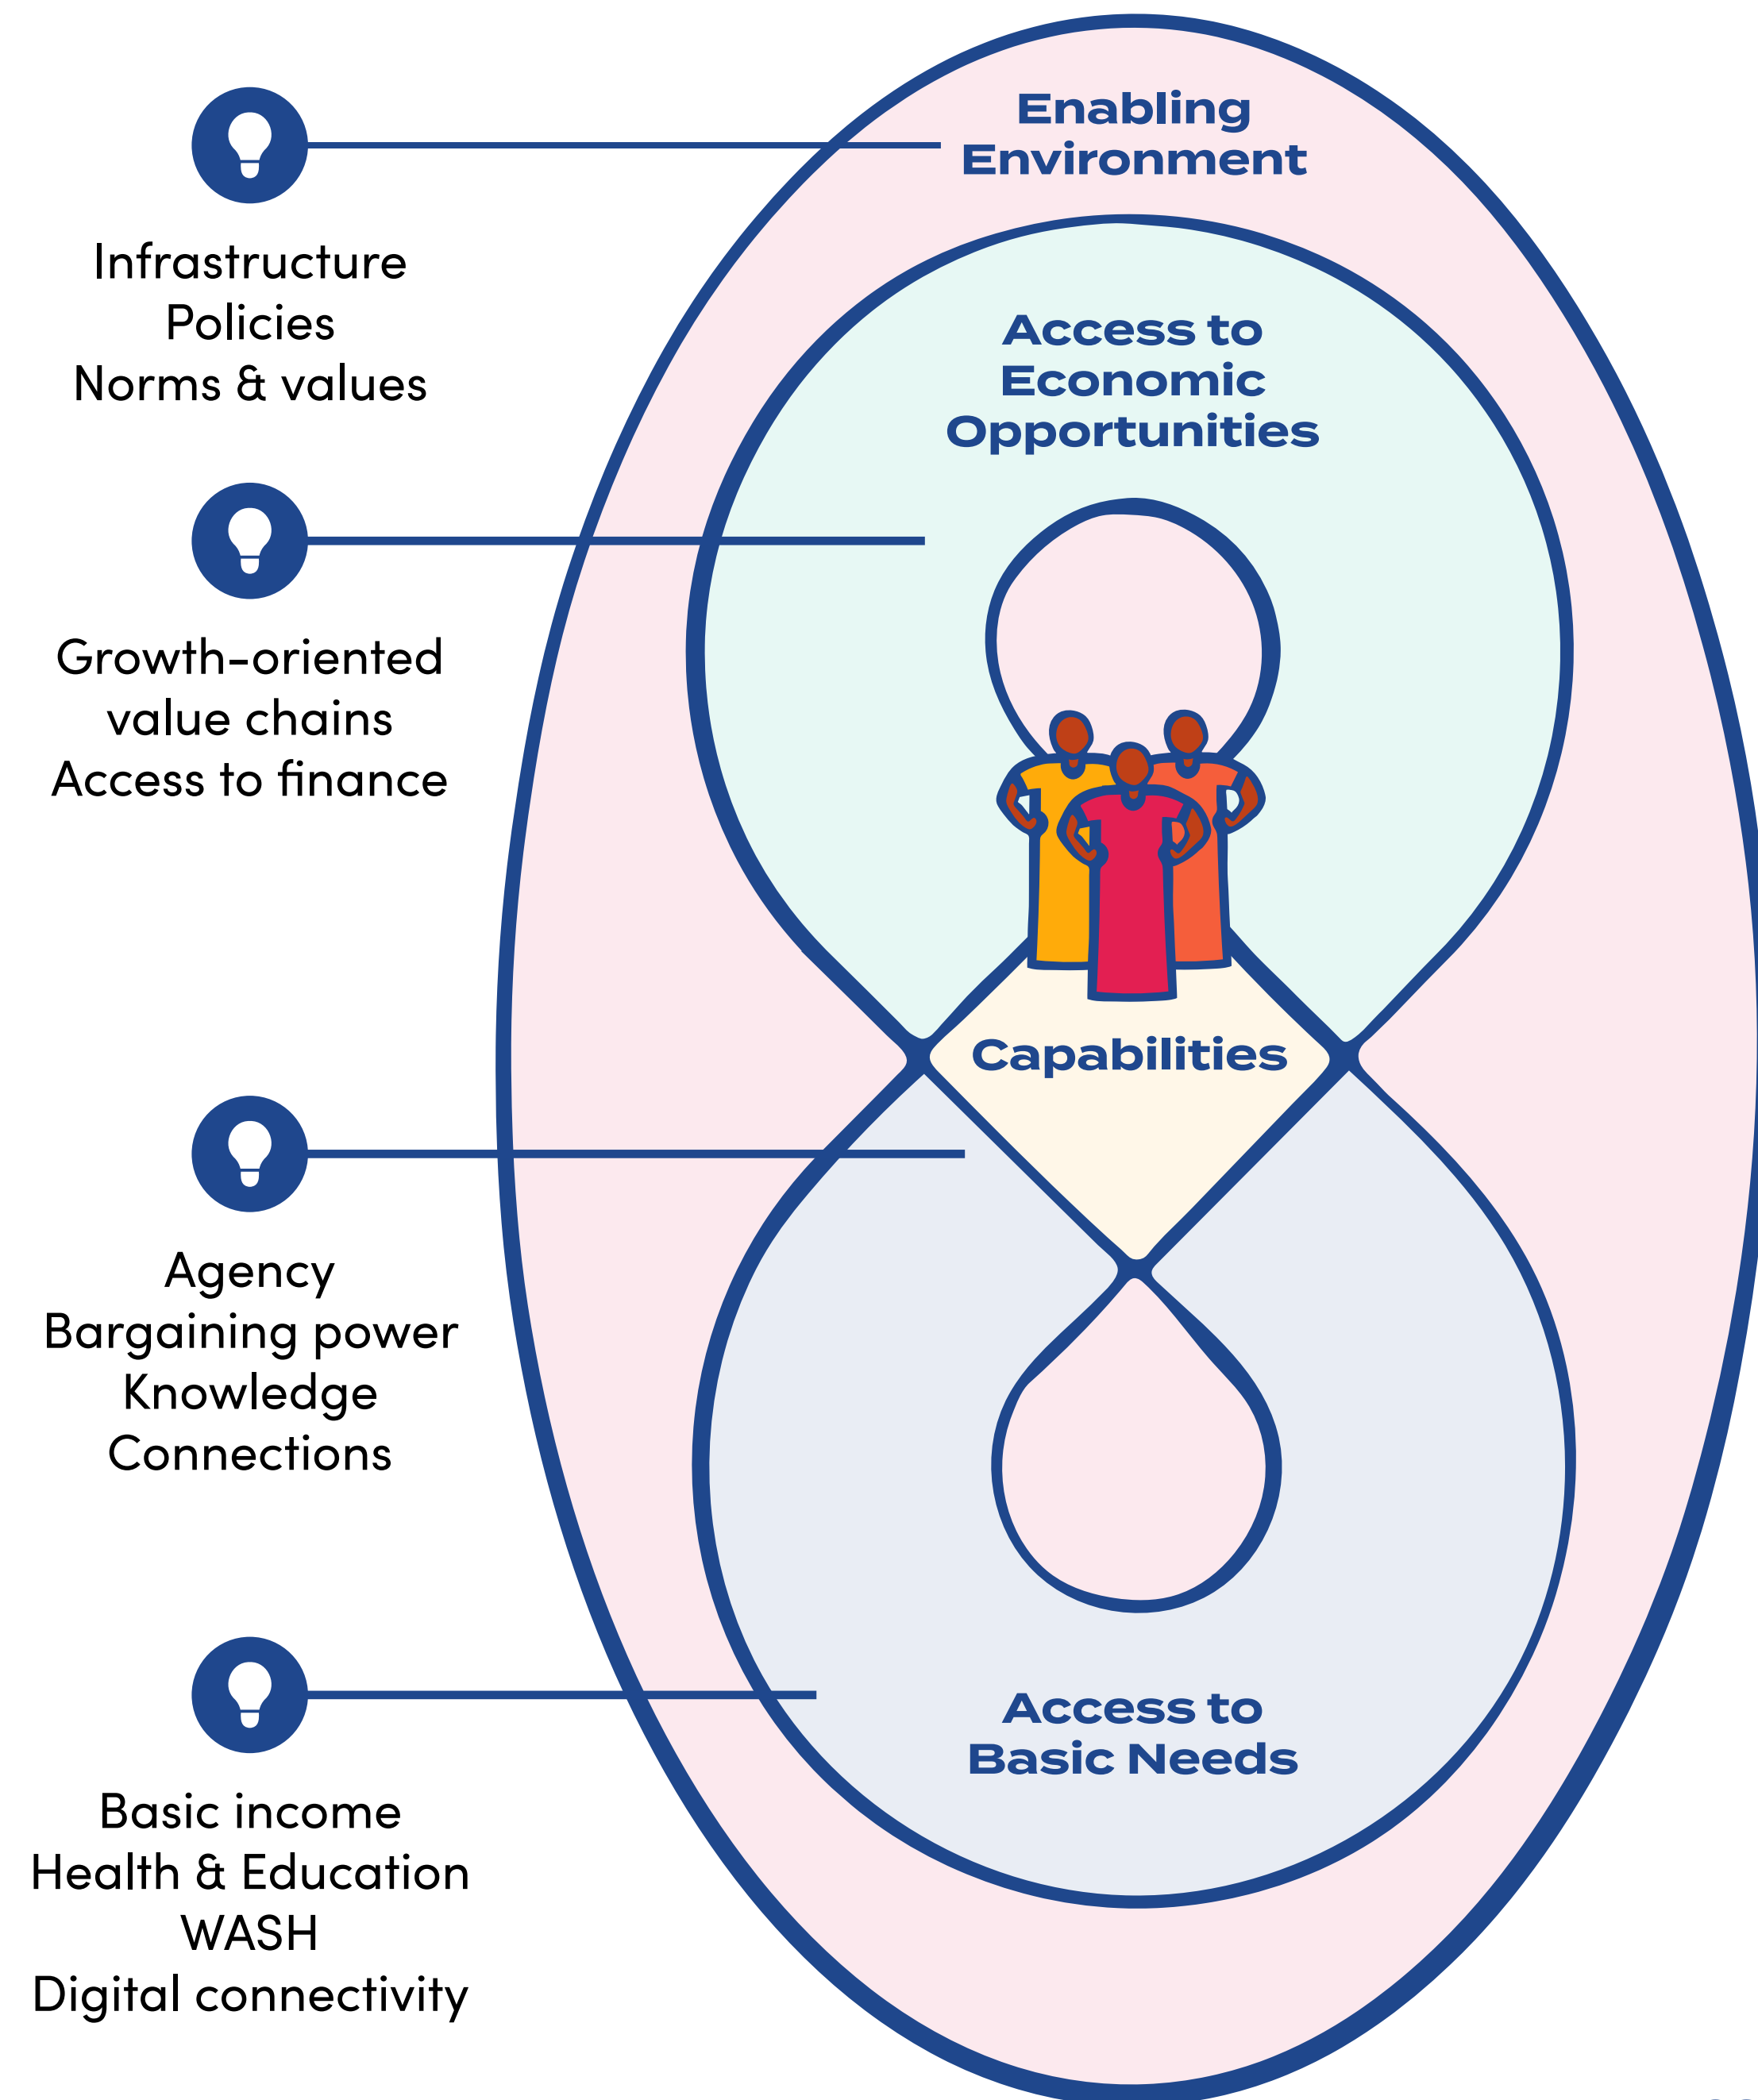 Enabling
Environment
Infrastructure
Policies
Norms & values
Access to
Economic
Opportunities
Growth-oriented
value chains
Access to finance
Capabilities
Agency
Bargaining power
Knowledge
Connections
Access to
Basic Needs
Basic income
Health & Education
WASH
Digital connectivity